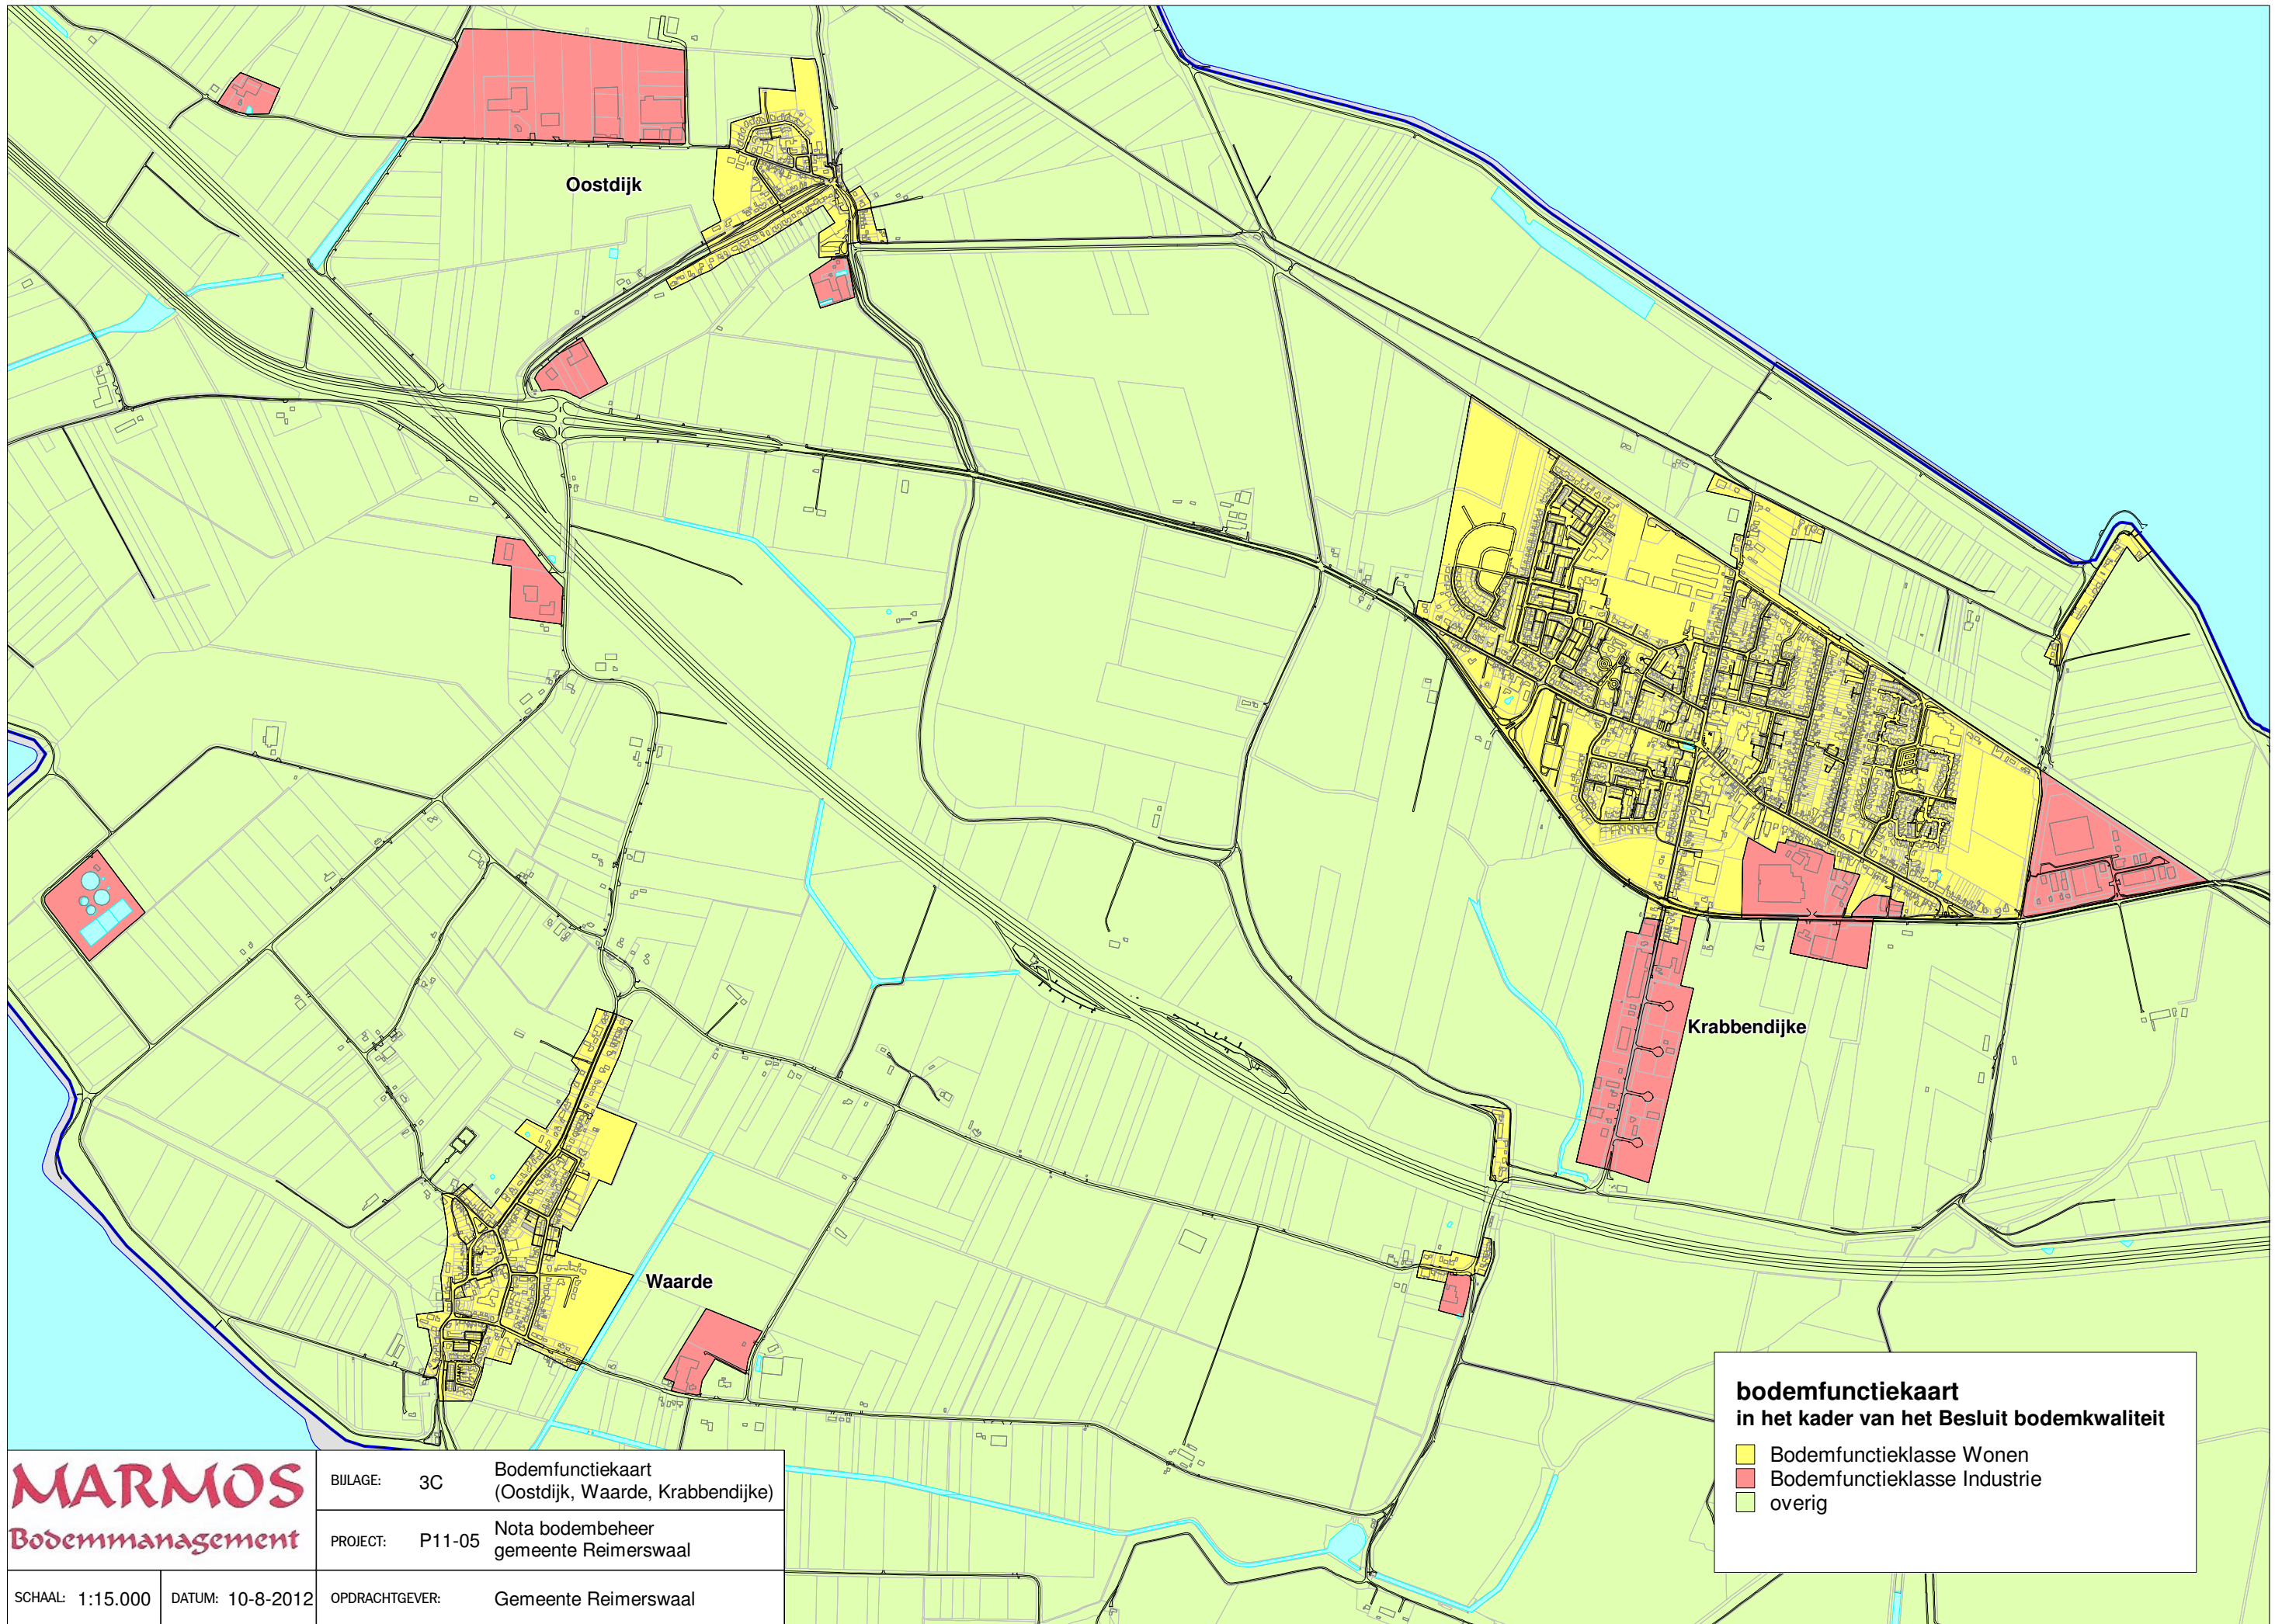 Oostdijk
Krabbendijke
Waarde
bodemfunctiekaart
in het kader van het Besluit bodemkwaliteit
Bodemfunctieklasse Wonen
Bodemfunctieklasse Industrie
overig
MARMOS
Bodemmanagement
BIJLAGE: 3C Bodemfunctiekaart
(Oostdijk, Waarde, Krabbendijke)
PROJECT: P11-05 Nota bodembeheer
gemeente Reimerswaal
SCHAAL: 1:15.000 DATUM: 10-8-2012 OPDRACHTGEVER: Gemeente Reimerswaal